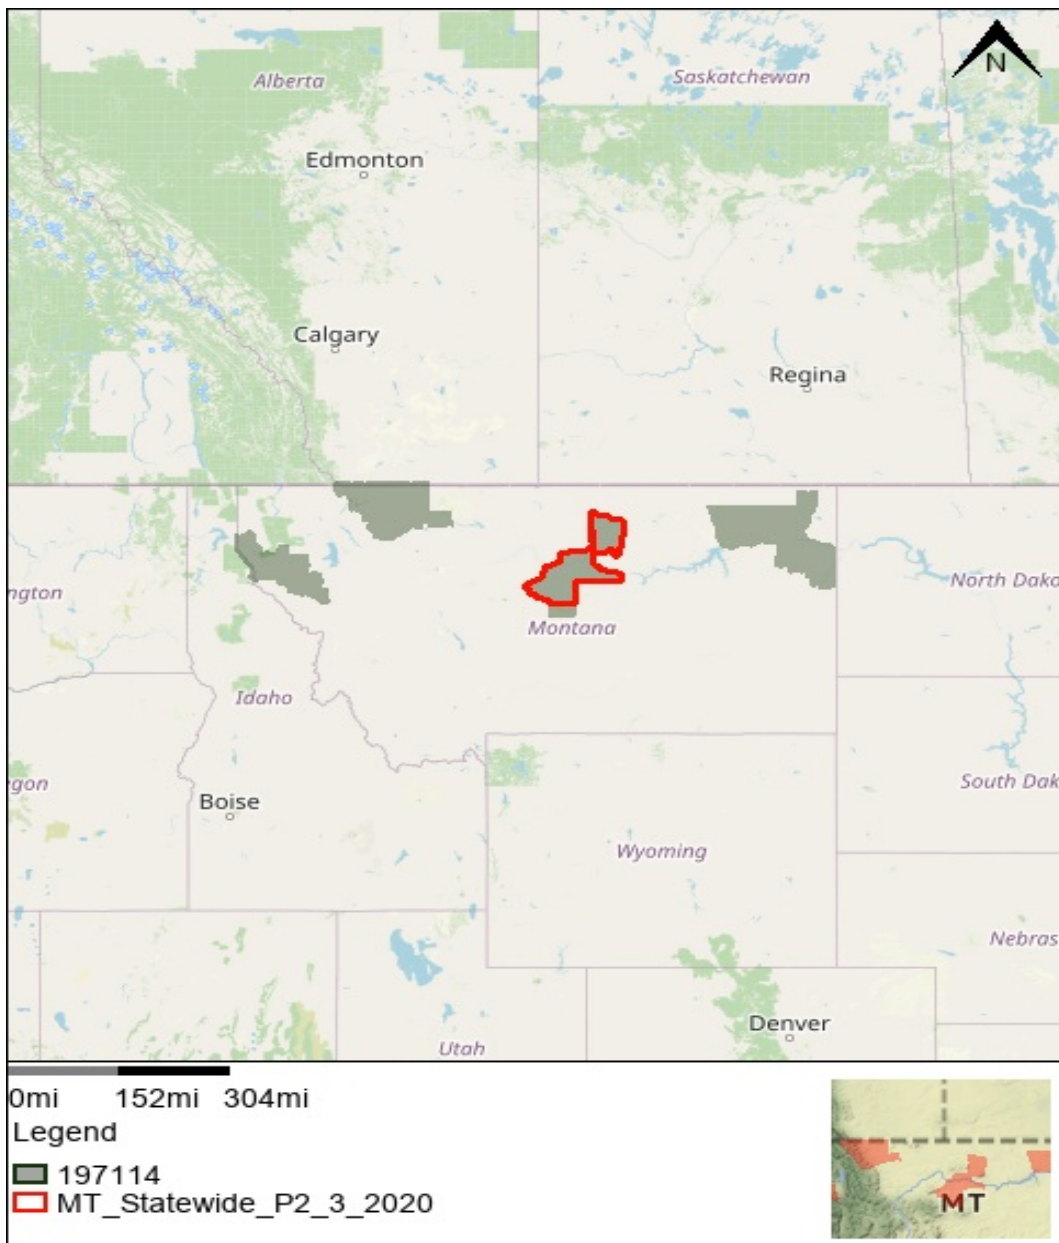 N
Alberta
Saskatchewan
Edmonton
Calgary
Regina
ngton
North Dako
Montana
Idaho
egon
South Dak
Boise
Wyoming
Nebras
Denver
Utah
0mi 152mi 304mi
Legend
197114
MT_Statewide_P2_3_2020
MT